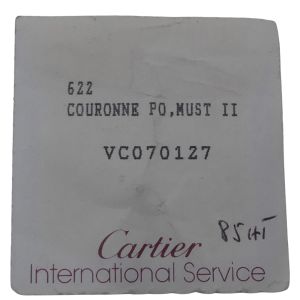 622
COURONNE PO,MUST II
VC070127
85HT
Cartier
International Service